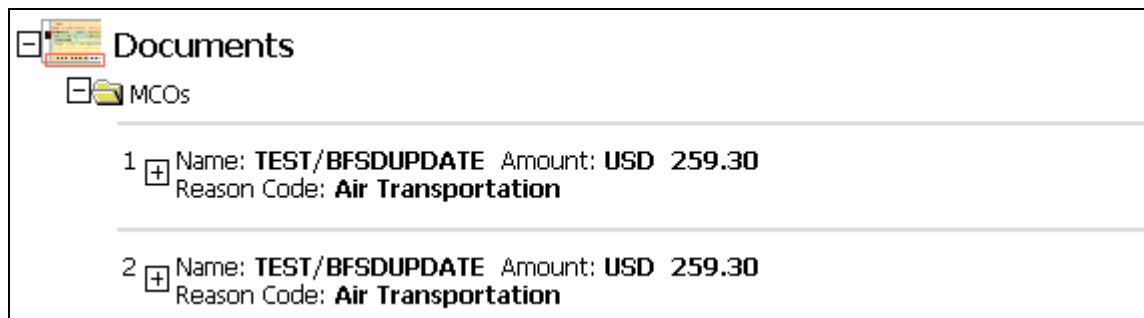 Documents
MCOs
1 Name: TEST/BFSDUPDATE Amount: USD 259.30
Reason Code: Air Transportation
2 Name: TEST/BFSDUPDATE Amount: USD 259.30
Reason Code: Air Transportation